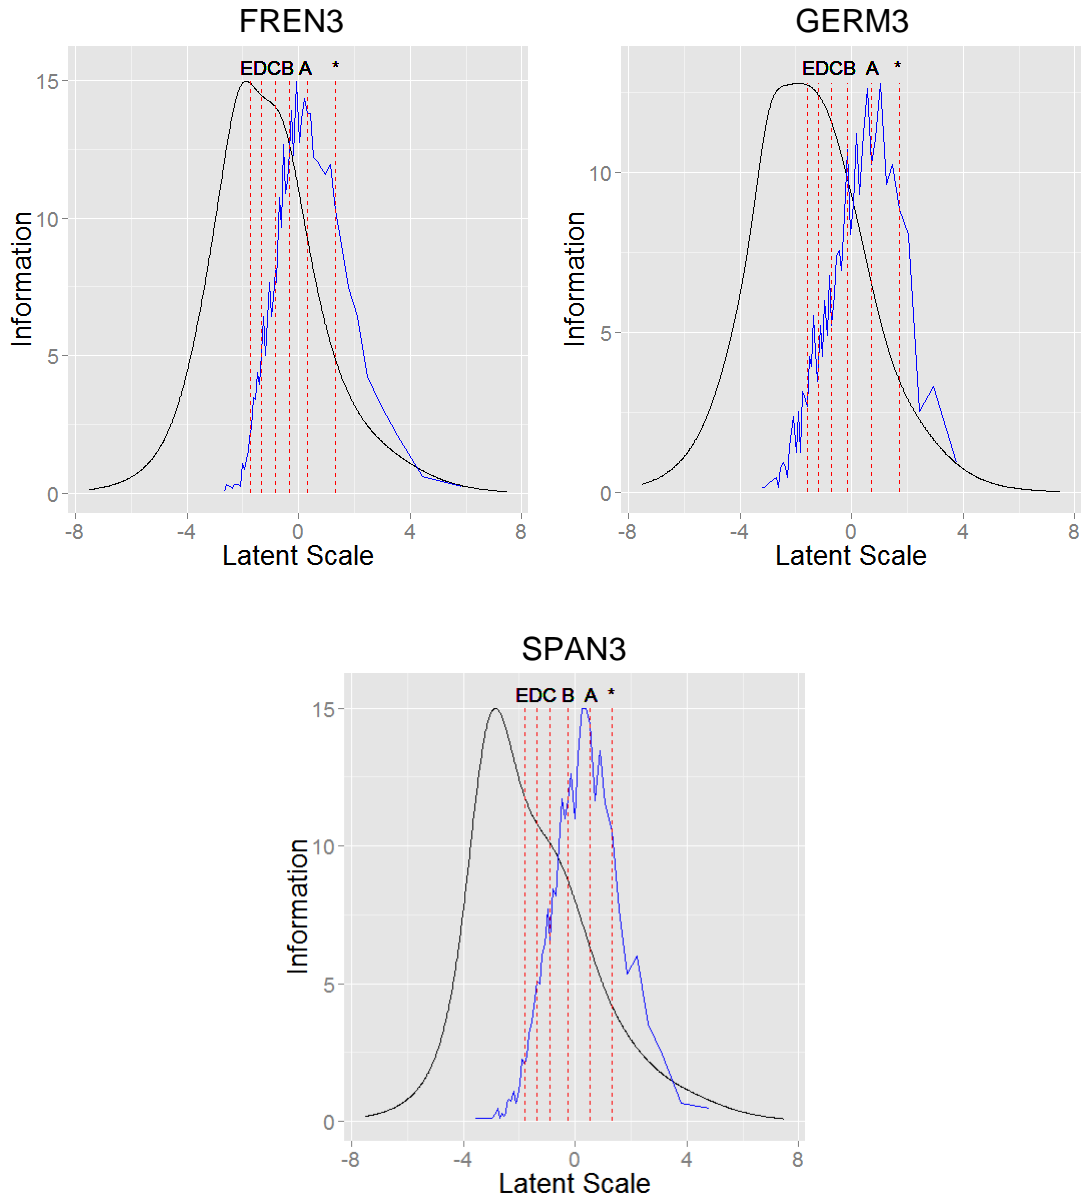 FREN3
EDCB A *
15
10
5
0
Information
-8 -4 0 4 8
Latent Scale
GERM3
EDCB A *
10
5
0
Information
-8 -4 0 4 8
Latent Scale
SPAN3
EDC B A *
15
10
5
0
Information
-8 -4 0 4 8
Latent Scale